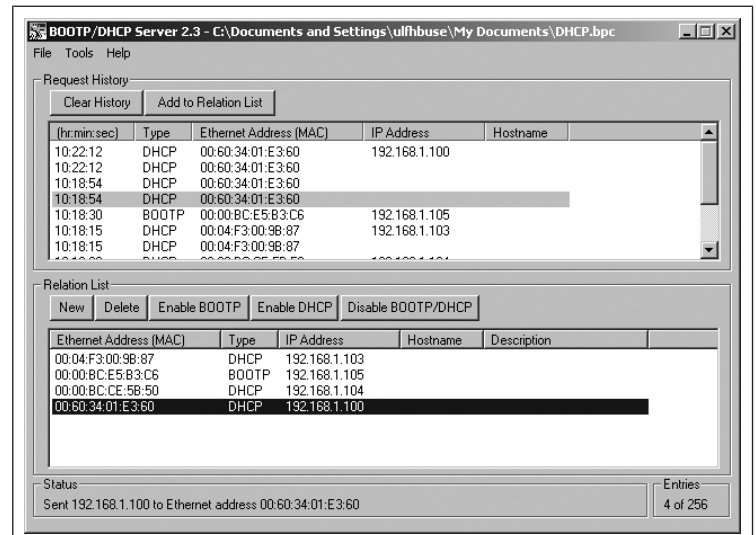 BOOTP/DHCP Server 2.3 - C:\Documents and Settings\ulfhbuse\My Documents\DHCP.bpc
File Tools Help
Request History
Clear History Add to Relation List
(hr:min:sec) Type Ethernet Address (MAC) IP Address Hostname
10:22:12 DHCP 00:60:34:01:E3:60 192.168.1.100
10:22:12 DHCP 00:60:34:01:E3:60
10:18:54 DHCP 00:60:34:01:E3:60
10:18:54 DHCP 00:60:34:01:E3:60
10:18:30 BOOTP 00:00:BC:E5:B3:C6 192.168.1.105
10:18:15 DHCP 00:04:F3:00:9B:87 192.168.1.103
10:18:15 DHCP 00:04:F3:00:9B:87
Relation List
New Delete Enable BOOTP Enable DHCP Disable BOOTP/DHCP
Ethernet Address (MAC) Type IP Address Hostname Description
00:04:F3:00:9B:87 DHCP 192.168.1.103
00:00:BC:E5:B3:C6 BOOTP 192.168.1.105
00:00:BC:CE:5B:50 DHCP 192.168.1.104
00:60:34:01:E3:60 DHCP 192.168.1.100
Status Entries
Sent 192.168.1.100 to Ethernet address 00:60:34:01:E3:60 4 of 256